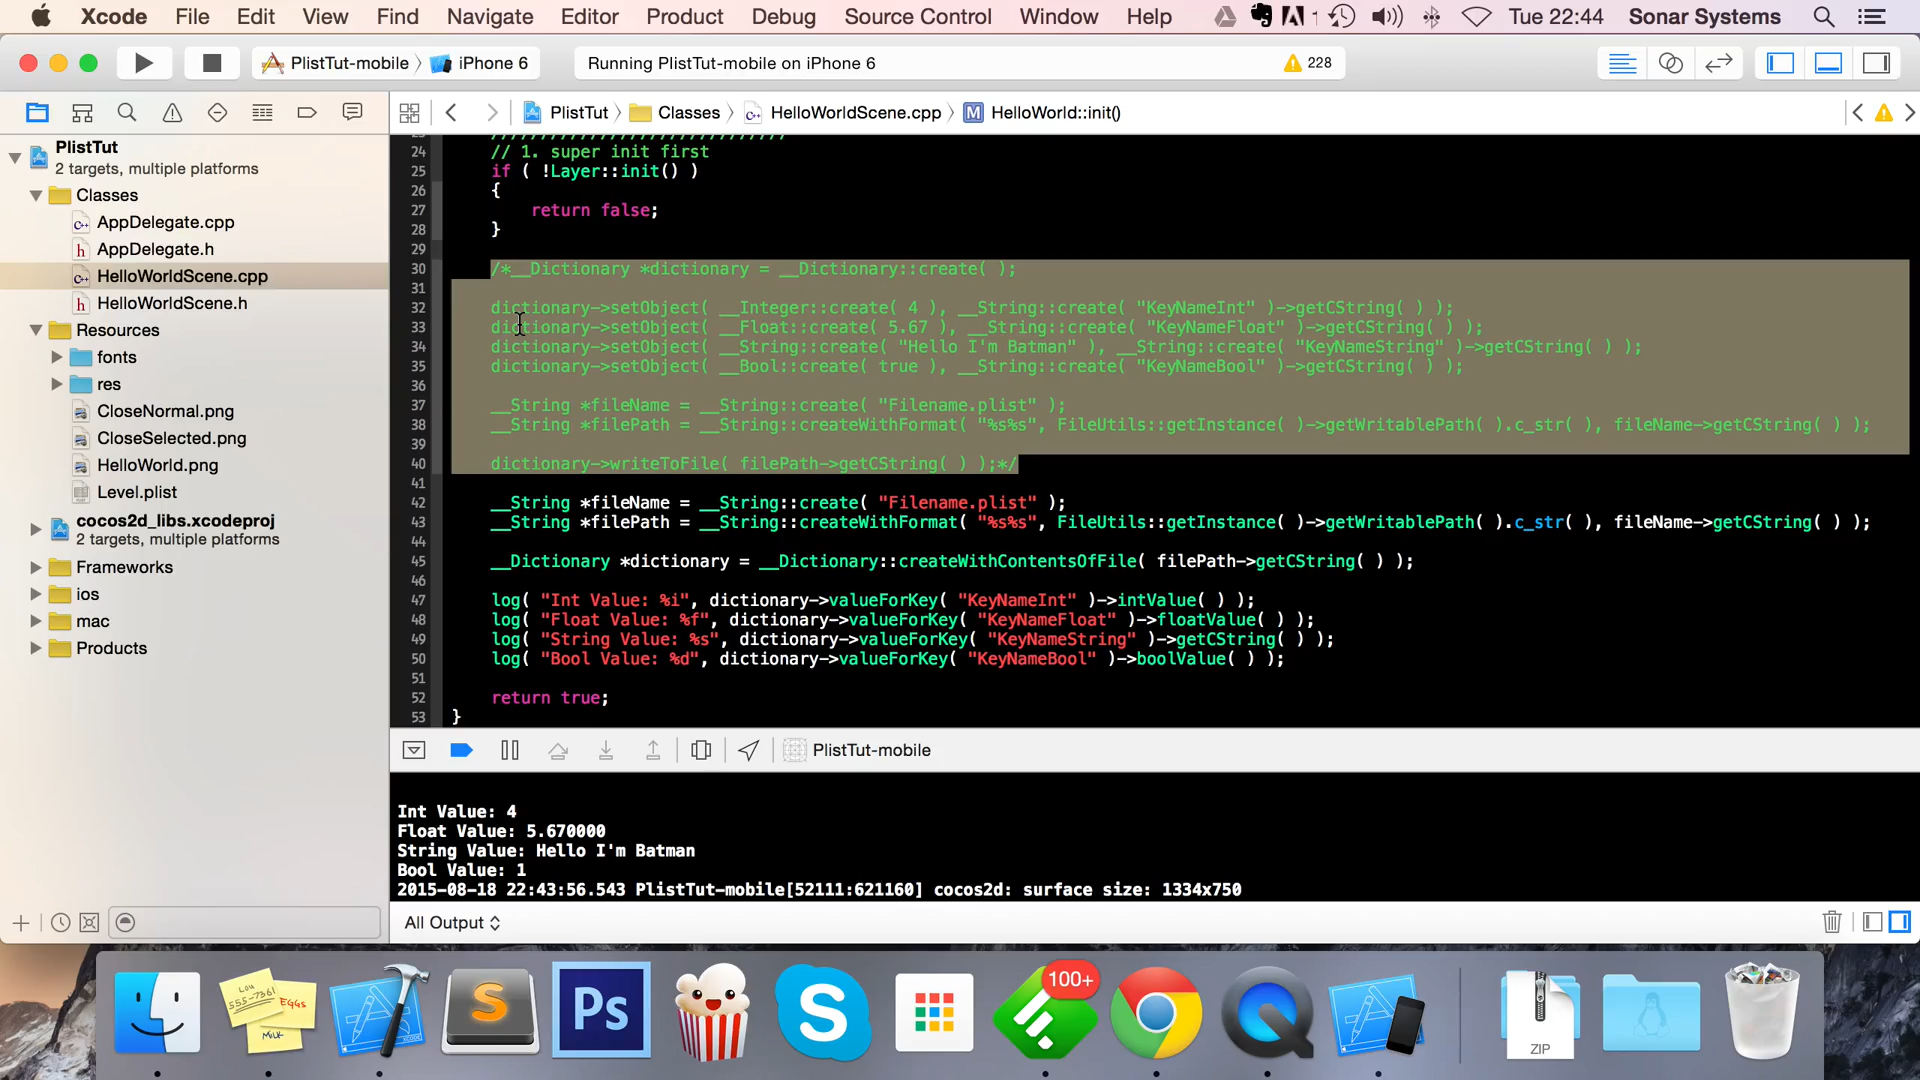 Xcode File Edit View Find Navigate Editor Product Debug Source Control Window Help 1 Tue 22:44 Sonar Systems
PlistTut-mobile iPhone 6 Running PlistTut-mobile on iPhone 6 228
PlistTut Classes HelloWorldScene.cpp M HelloWorld::init()
PlistTut
2 targets, multiple platforms
Classes
AppDelegate.cpp
AppDelegate.h
HelloWorldScene.cpp
HelloWorldScene.h
Resources
fonts
res
CloseNormal.png
CloseSelected.png
HelloWorld.png
Level.plist
cocos2d_libs.xcodeproj
2 targets, multiple platforms
Frameworks
ios
mac
Products
24 // 1. super init first
25 if ( !Layer::init() )
26 {
27 return false;
28 }
29
30 /*__Dictionary *dictionary = __Dictionary::create( );
31
32 dictionary->setObject( __Integer::create( 4 ), __String::create( "KeyNameInt" )->getCString( ) );
33 dictionary->setObject( __Float::create( 5.67 ), __String::create( "KeyNameFloat" )->getCString( ) );
34 dictionary->setObject( __String::create( "Hello I'm Batman" ), __String::create( "KeyNameString" )->getCString( ) );
35 dictionary->setObject( __Bool::create( true ), __String::create( "KeyNameBool" )->getCString( ) );
36
37 __String *fileName = __String::create( "Filename.plist" );
38 __String *filePath = __String::createWithFormat( "%s%s", FileUtils::getInstance( )->getWritablePath( ).c_str( ), fileName->getCString( ) );
39
40 dictionary->writeToFile( filePath->getCString( ) );*/
41
42 __String *fileName = __String::create( "Filename.plist" );
43 __String *filePath = __String::createWithFormat( "%s%s", FileUtils::getInstance( )->getWritablePath( ).c_str( ), fileName->getCString( ) );
44
45 __Dictionary *dictionary = __Dictionary::createWithContentsOfFile( filePath->getCString( ) );
46
47 log( "Int Value: %i", dictionary->valueForKey( "KeyNameInt" )->intValue( ) );
48 log( "Float Value: %f", dictionary->valueForKey( "KeyNameFloat" )->floatValue( ) );
49 log( "String Value: %s", dictionary->valueForKey( "KeyNameString" )->getCString( ) );
50 log( "Bool Value: %d", dictionary->valueForKey( "KeyNameBool" )->boolValue( ) );
51
52 return true;
53 }
PlistTut-mobile
Int Value: 4
Float Value: 5.670000
String Value: Hello I'm Batman
Bool Value: 1
2015-08-18 22:43:56.543 PlistTut-mobile[52111:621160] cocos2d: surface size: 1334x750
All Output
Lou
555-7361
EGGS
MILK
S
Ps
S
100+
ZIP